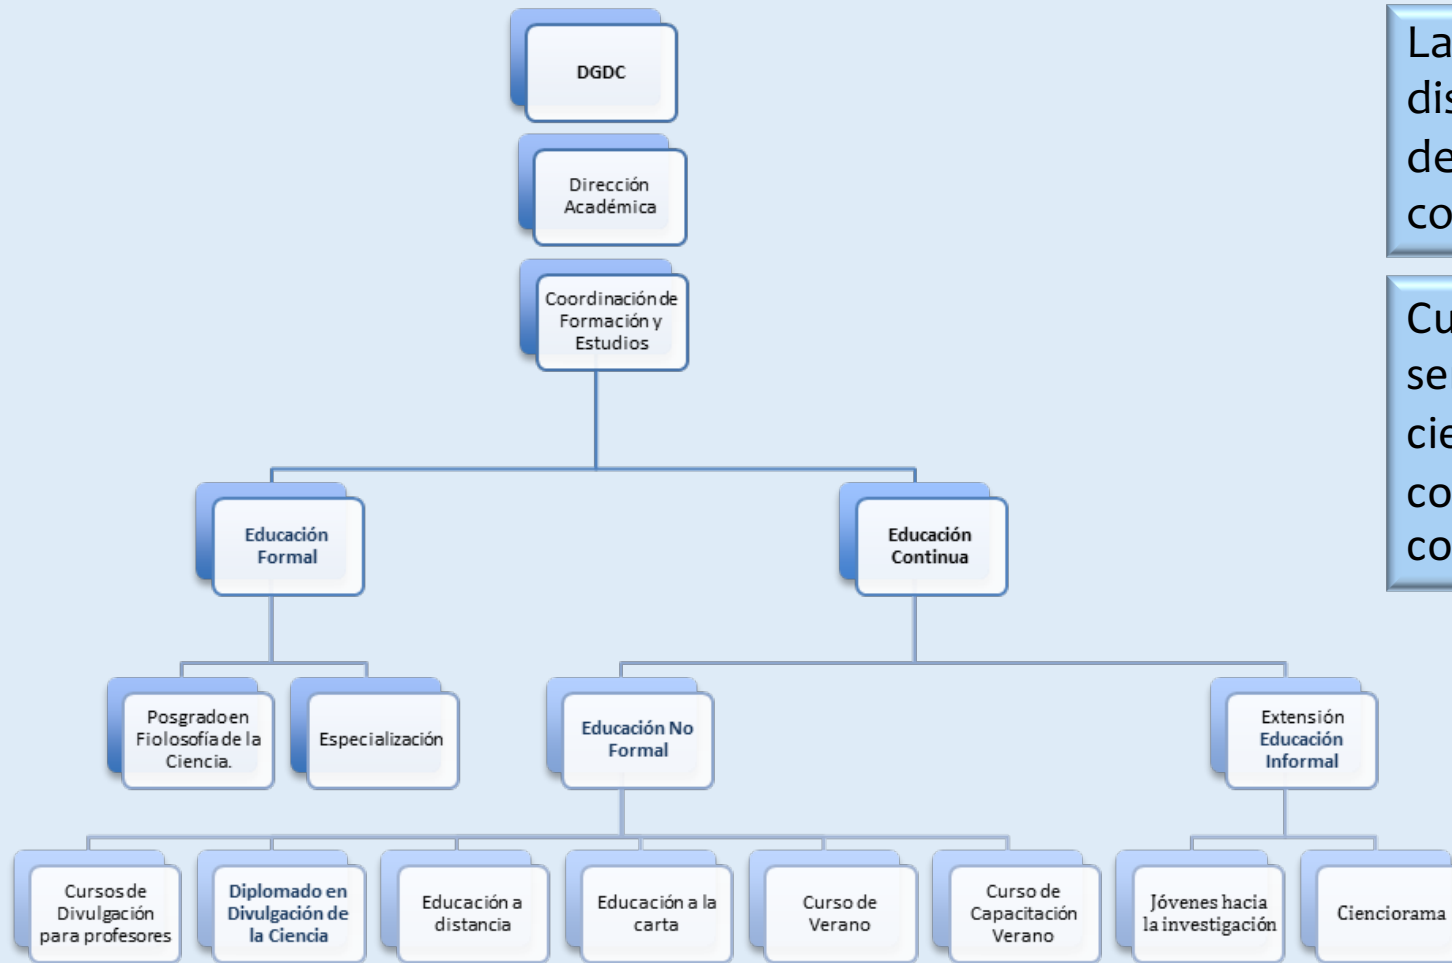 DGDC
Dirección
Académica
Coordinación de
Formación y
Estudios
Educación
Formal
Educación
Continua
Posgrado en
Fiolosofía de la
Ciencia.
Especialización
Educación No
Formal
Extensión
Educación
Informal
Cursos de
Divulgación
para profesores
Diplomado en
Divulgación de
la Ciencia
Educación a
distancia
Educación a la
carta
Curso de
Verano
Curso de
Capacitación
Verano
Jóvenes hacia
la investigación
Cienciorama
La